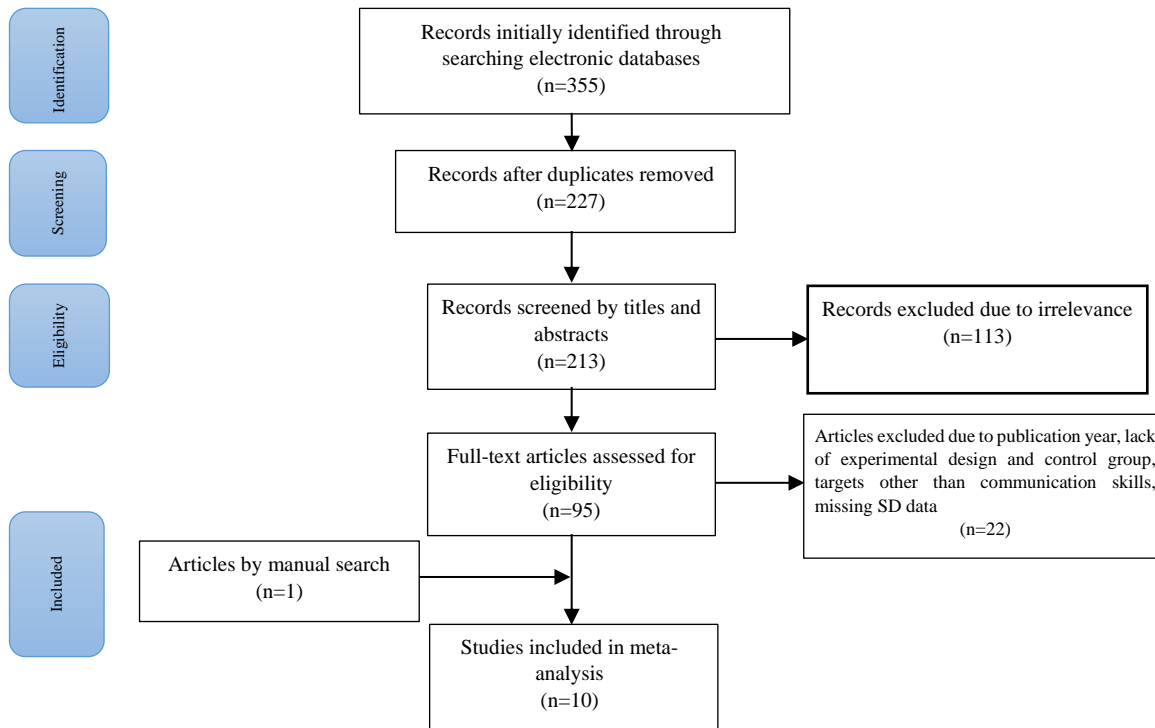 Identification
Records initially identified through
searching electronic databases
(n=355)
Screening
Records after duplicates removed
(n=227)
Eligibility
Records screened by titles and
abstracts
(n=213)
Records excluded due to irrelevance
(n=113)
Full-text articles assessed for
eligibility
(n=95)
Articles excluded due to publication year, lack
of experimental design and control group,
targets other than communication skills,
missing SD data
(n=22)
Included
Articles by manual search
(n=1)
Studies included in meta-
analysis
(n=10)